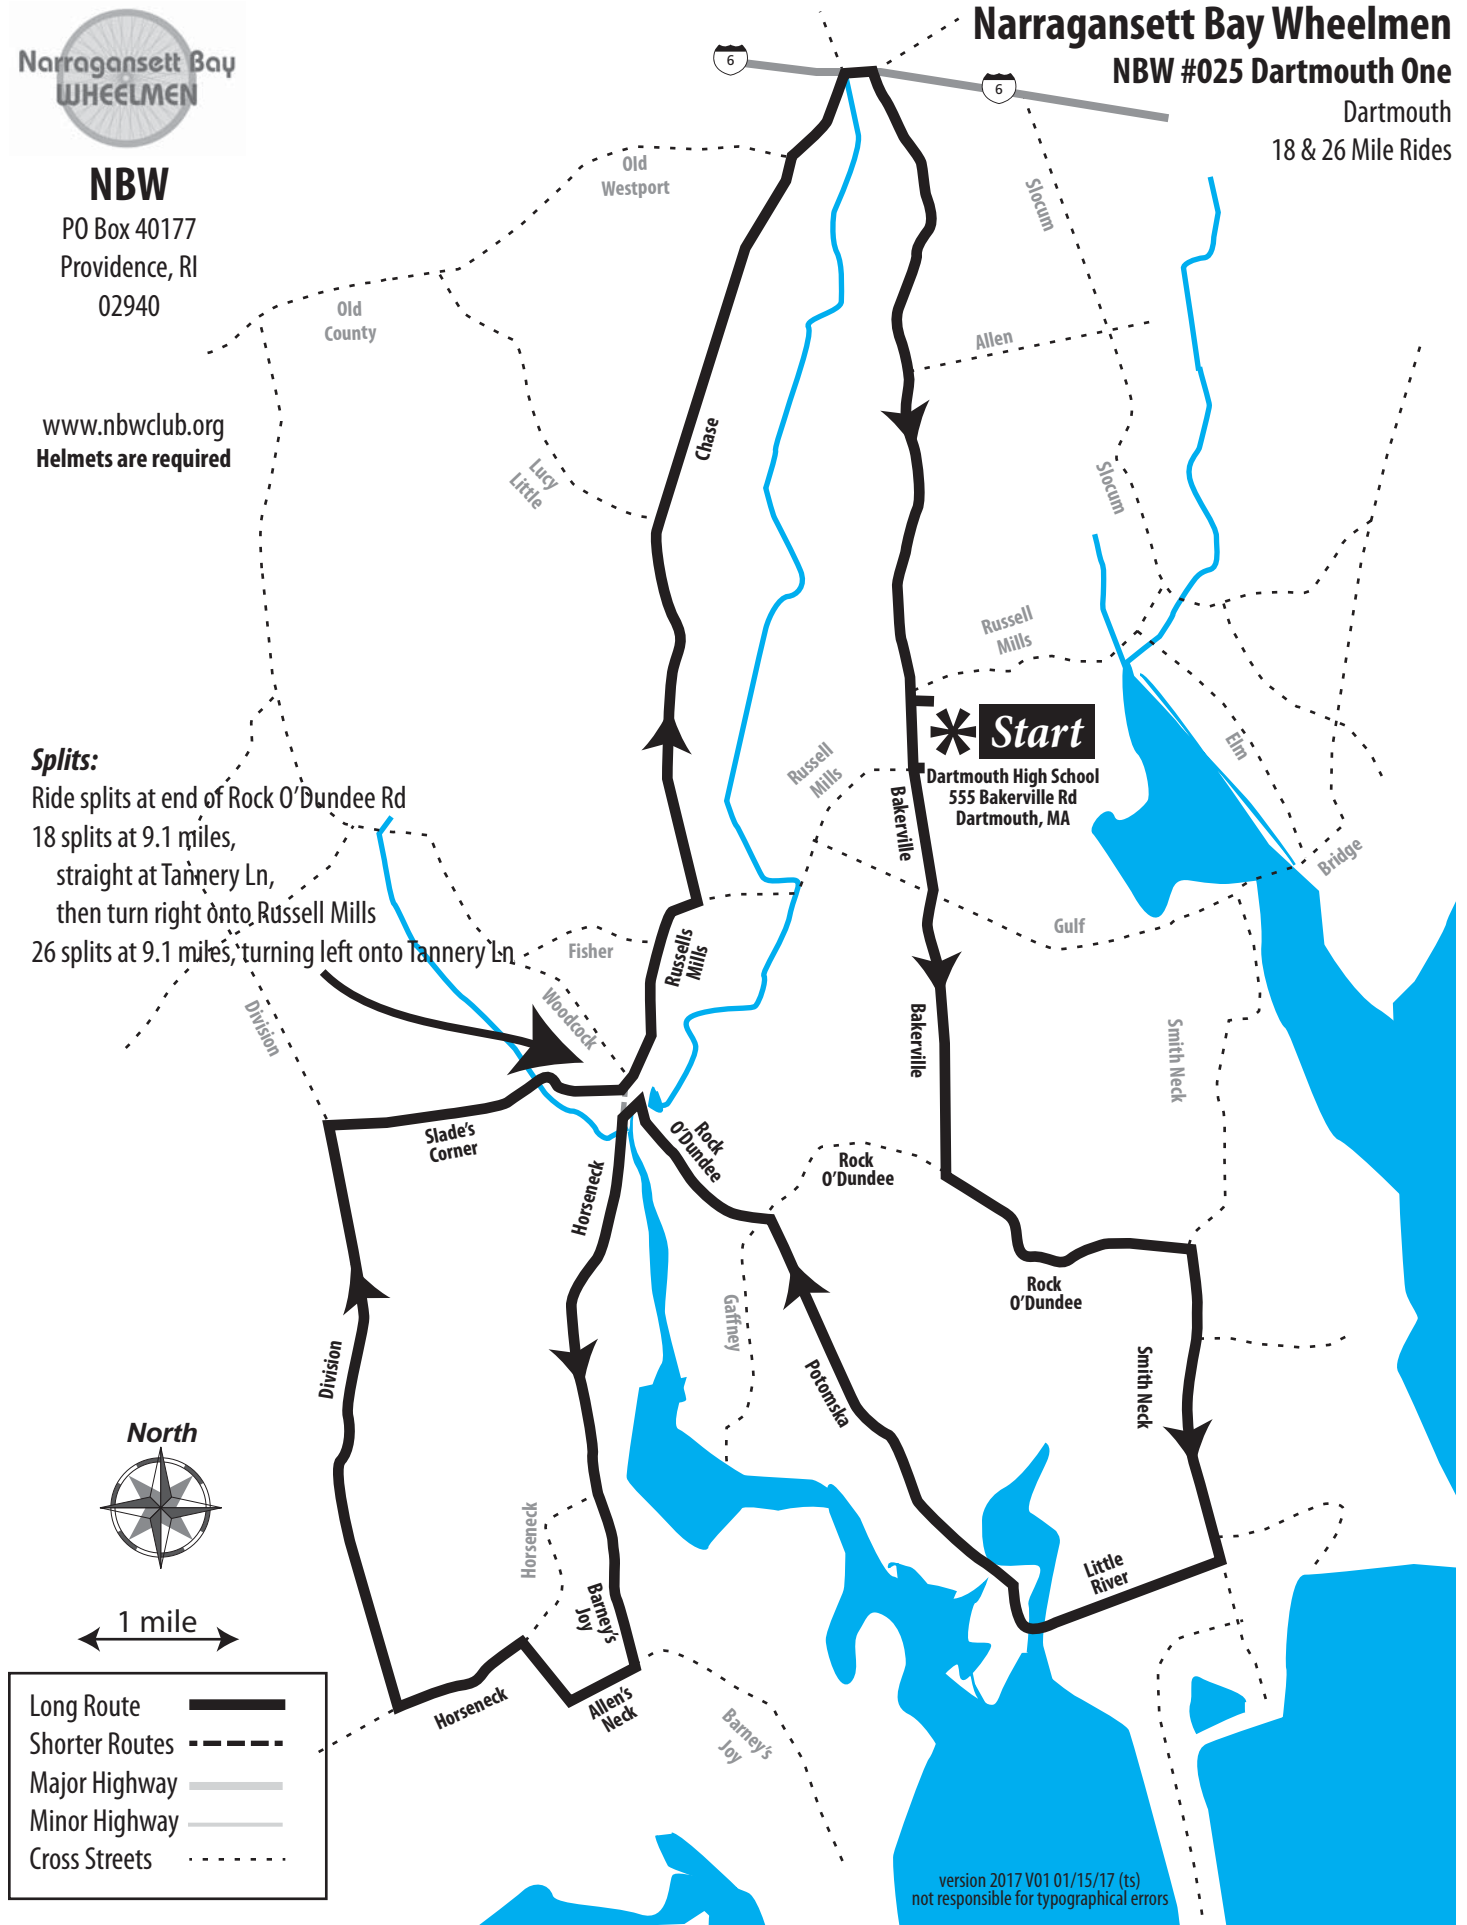 Narragansett Bay
WHEELMEN
NBW
PO Box 40177
Providence, RI
02940
www.nbwclub.org
Helmets are required
Narragansett Bay Wheelmen
NBW #025 Dartmouth One
Dartmouth
18 & 26 Mile Rides
6
6
Old
Westport
Slocum
Old
County
Allen
Chase
Lucy
Little
Slocum
Russell
Mills
Start
Dartmouth High School
555 Bakerville Rd
Dartmouth, MA
Russell
Mills
Elm
Bakerville
Bridge
Splits:
Ride splits at end of Rock O'Dundee Rd
18 splits at 9.1 miles,
straight at Tannery Ln,
then turn right onto Russell Mills
26 splits at 9.1 miles, turning left onto Tannery Ln
Gulf
Fisher
Russells
Mills
Woodcock
Division
Bakerville
Smith Neck
Slade's
Corner
Rock
O'Dundee
Rock
O'Dundee
Horseneck
Rock
O'Dundee
Gaffney
Division
Potomska
Smith Neck
North
Horseneck
Little
River
Barney's
Joy
1 mile
Horseneck
Allen's
Neck
Barney's
Joy
Long Route
Shorter Routes
Major Highway
Minor Highway
Cross Streets
version 2017 V01 01/15/17 (ts)
not responsible for typographical errors